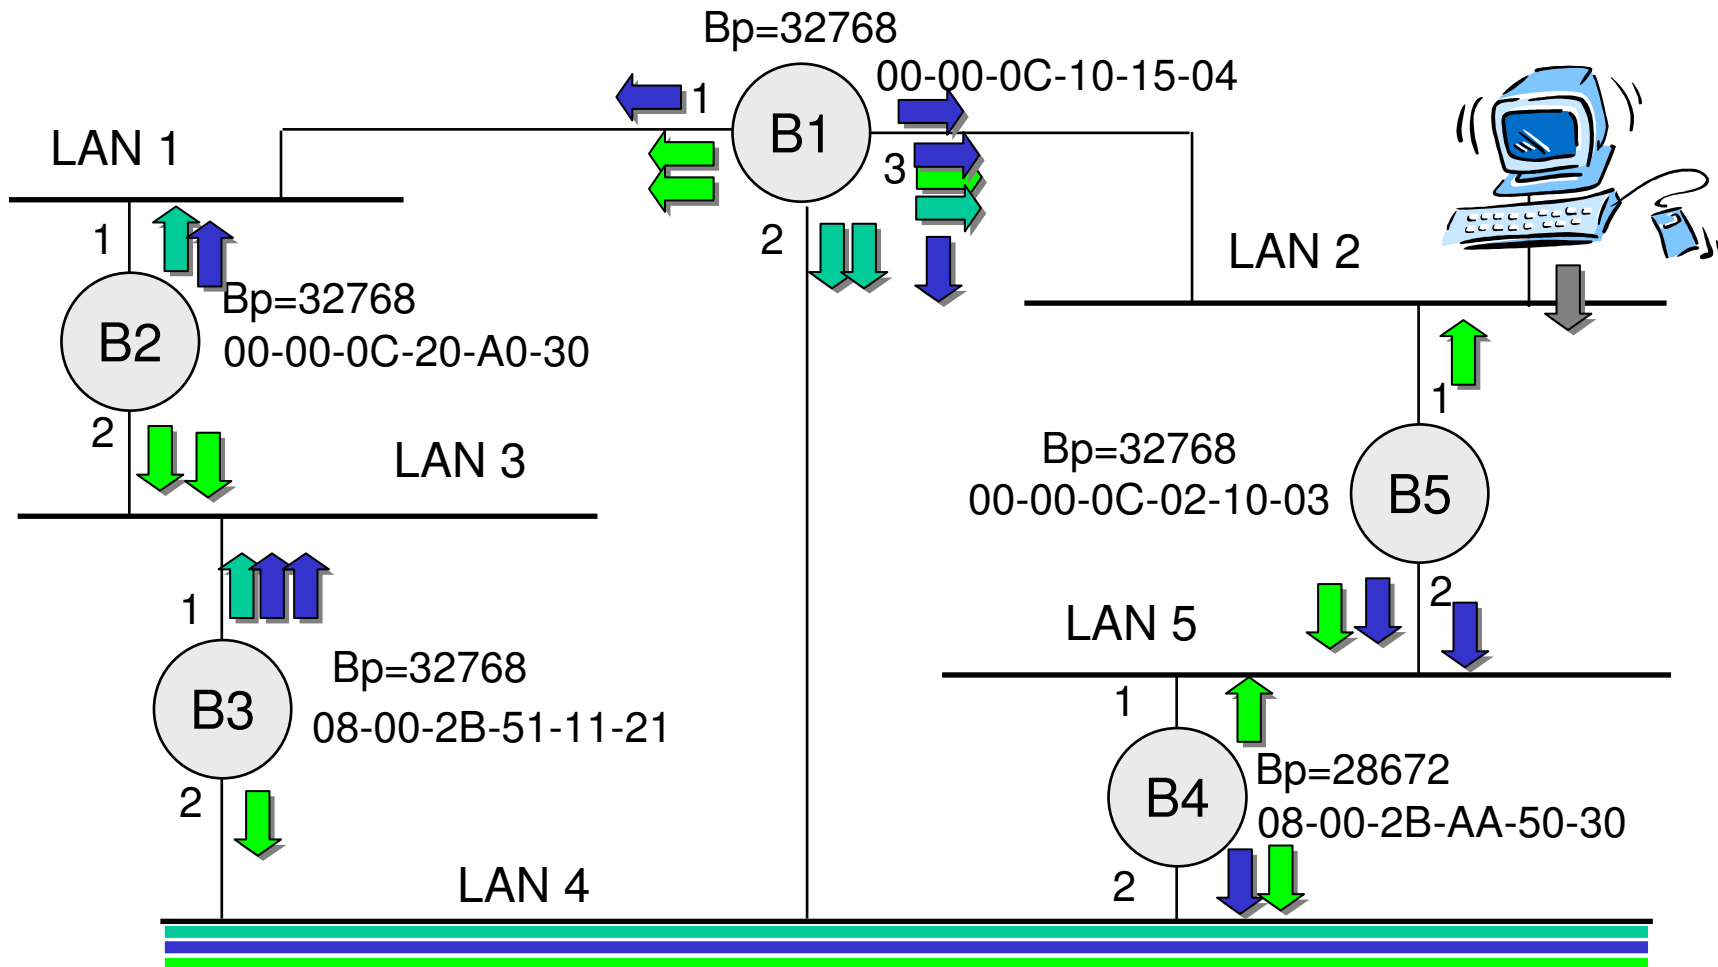 Bp=32768
00-00-0C-10-15-04
1
B1
LAN 1
3
1
2
LAN 2
Bp=32768
B2
00-00-0C-20-A0-30
1
2
LAN 3
Bp=32768
00-00-0C-02-10-03
B5
2
1
LAN 5
Bp=32768
B3
08-00-2B-51-11-21
1
Bp=28672
B4
08-00-2B-AA-50-30
2
LAN 4
2